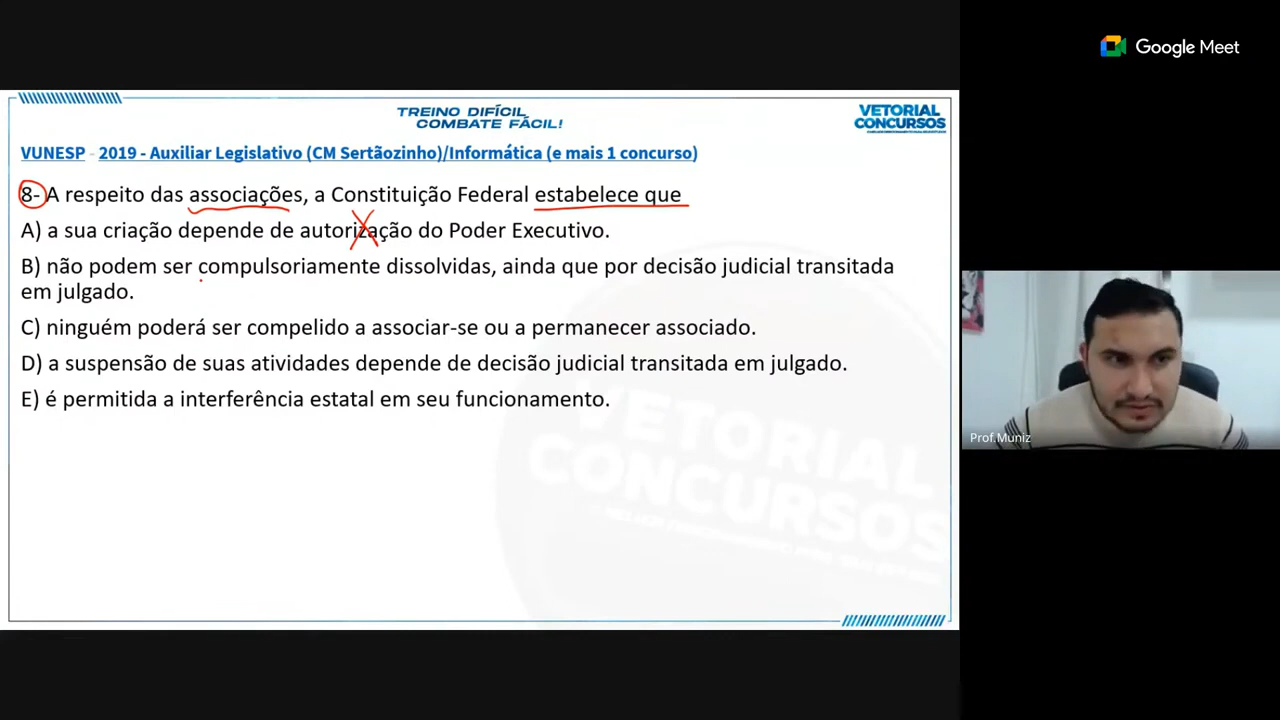 Google Meet
TREINO DIFÍCIL
COMBATE FÁCIL!
VETORIAL
CONCURSOS
VUNESP - 2019 - Auxiliar Legislativo (CM Sertãozinho)/Informática (e mais 1 concurso)
8- A respeito das associações, a Constituição Federal estabelece que
A) a sua criação depende de autorização do Poder Executivo.
B) não podem ser compulsoriamente dissolvidas, ainda que por decisão judicial transitada
em julgado.
C) ninguém poderá ser compelido a associar-se ou a permanecer associado.
D) a suspensão de suas atividades depende de decisão judicial transitada em julgado.
E) é permitida a interferência estatal em seu funcionamento.
VETORIAL
CONCURSOS
Prof.Muniz